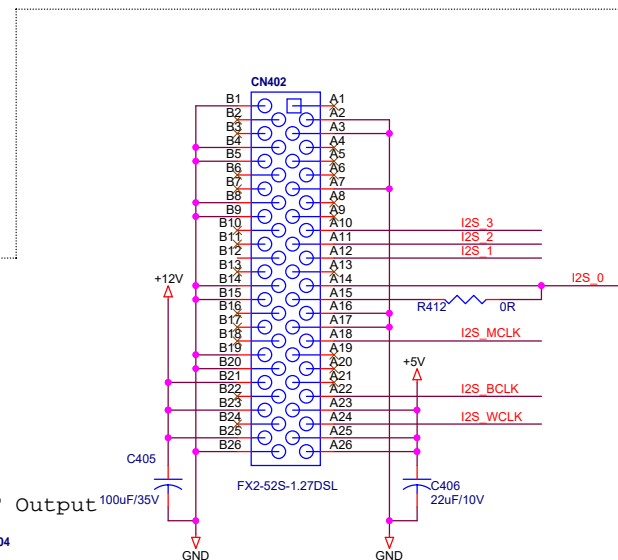 CN402
B1 A1
B2 A2
B3 A3
B4 A4
B5 A5
B6 A6
B7 A7
B8 A8
B9 A9
B10 A10 I2S_3
B11 A11 I2S_2
B12 A12 I2S_1
B13 A13
B14 A14 I2S_0
+12V
B15 A15 R412 0R
B16 A16
B17 A17
B18 A18 I2S_MCLK
B19 A19
B20 A20 +5V
B21 A21
B22 A22 I2S_BCLK
B23 A23
B24 A24 I2S_WCLK
B25 A25
B26 A26
C405
100uF/35V
FX2-52S-1.27DSL
C406
22uF/10V
Output
04
GND GND